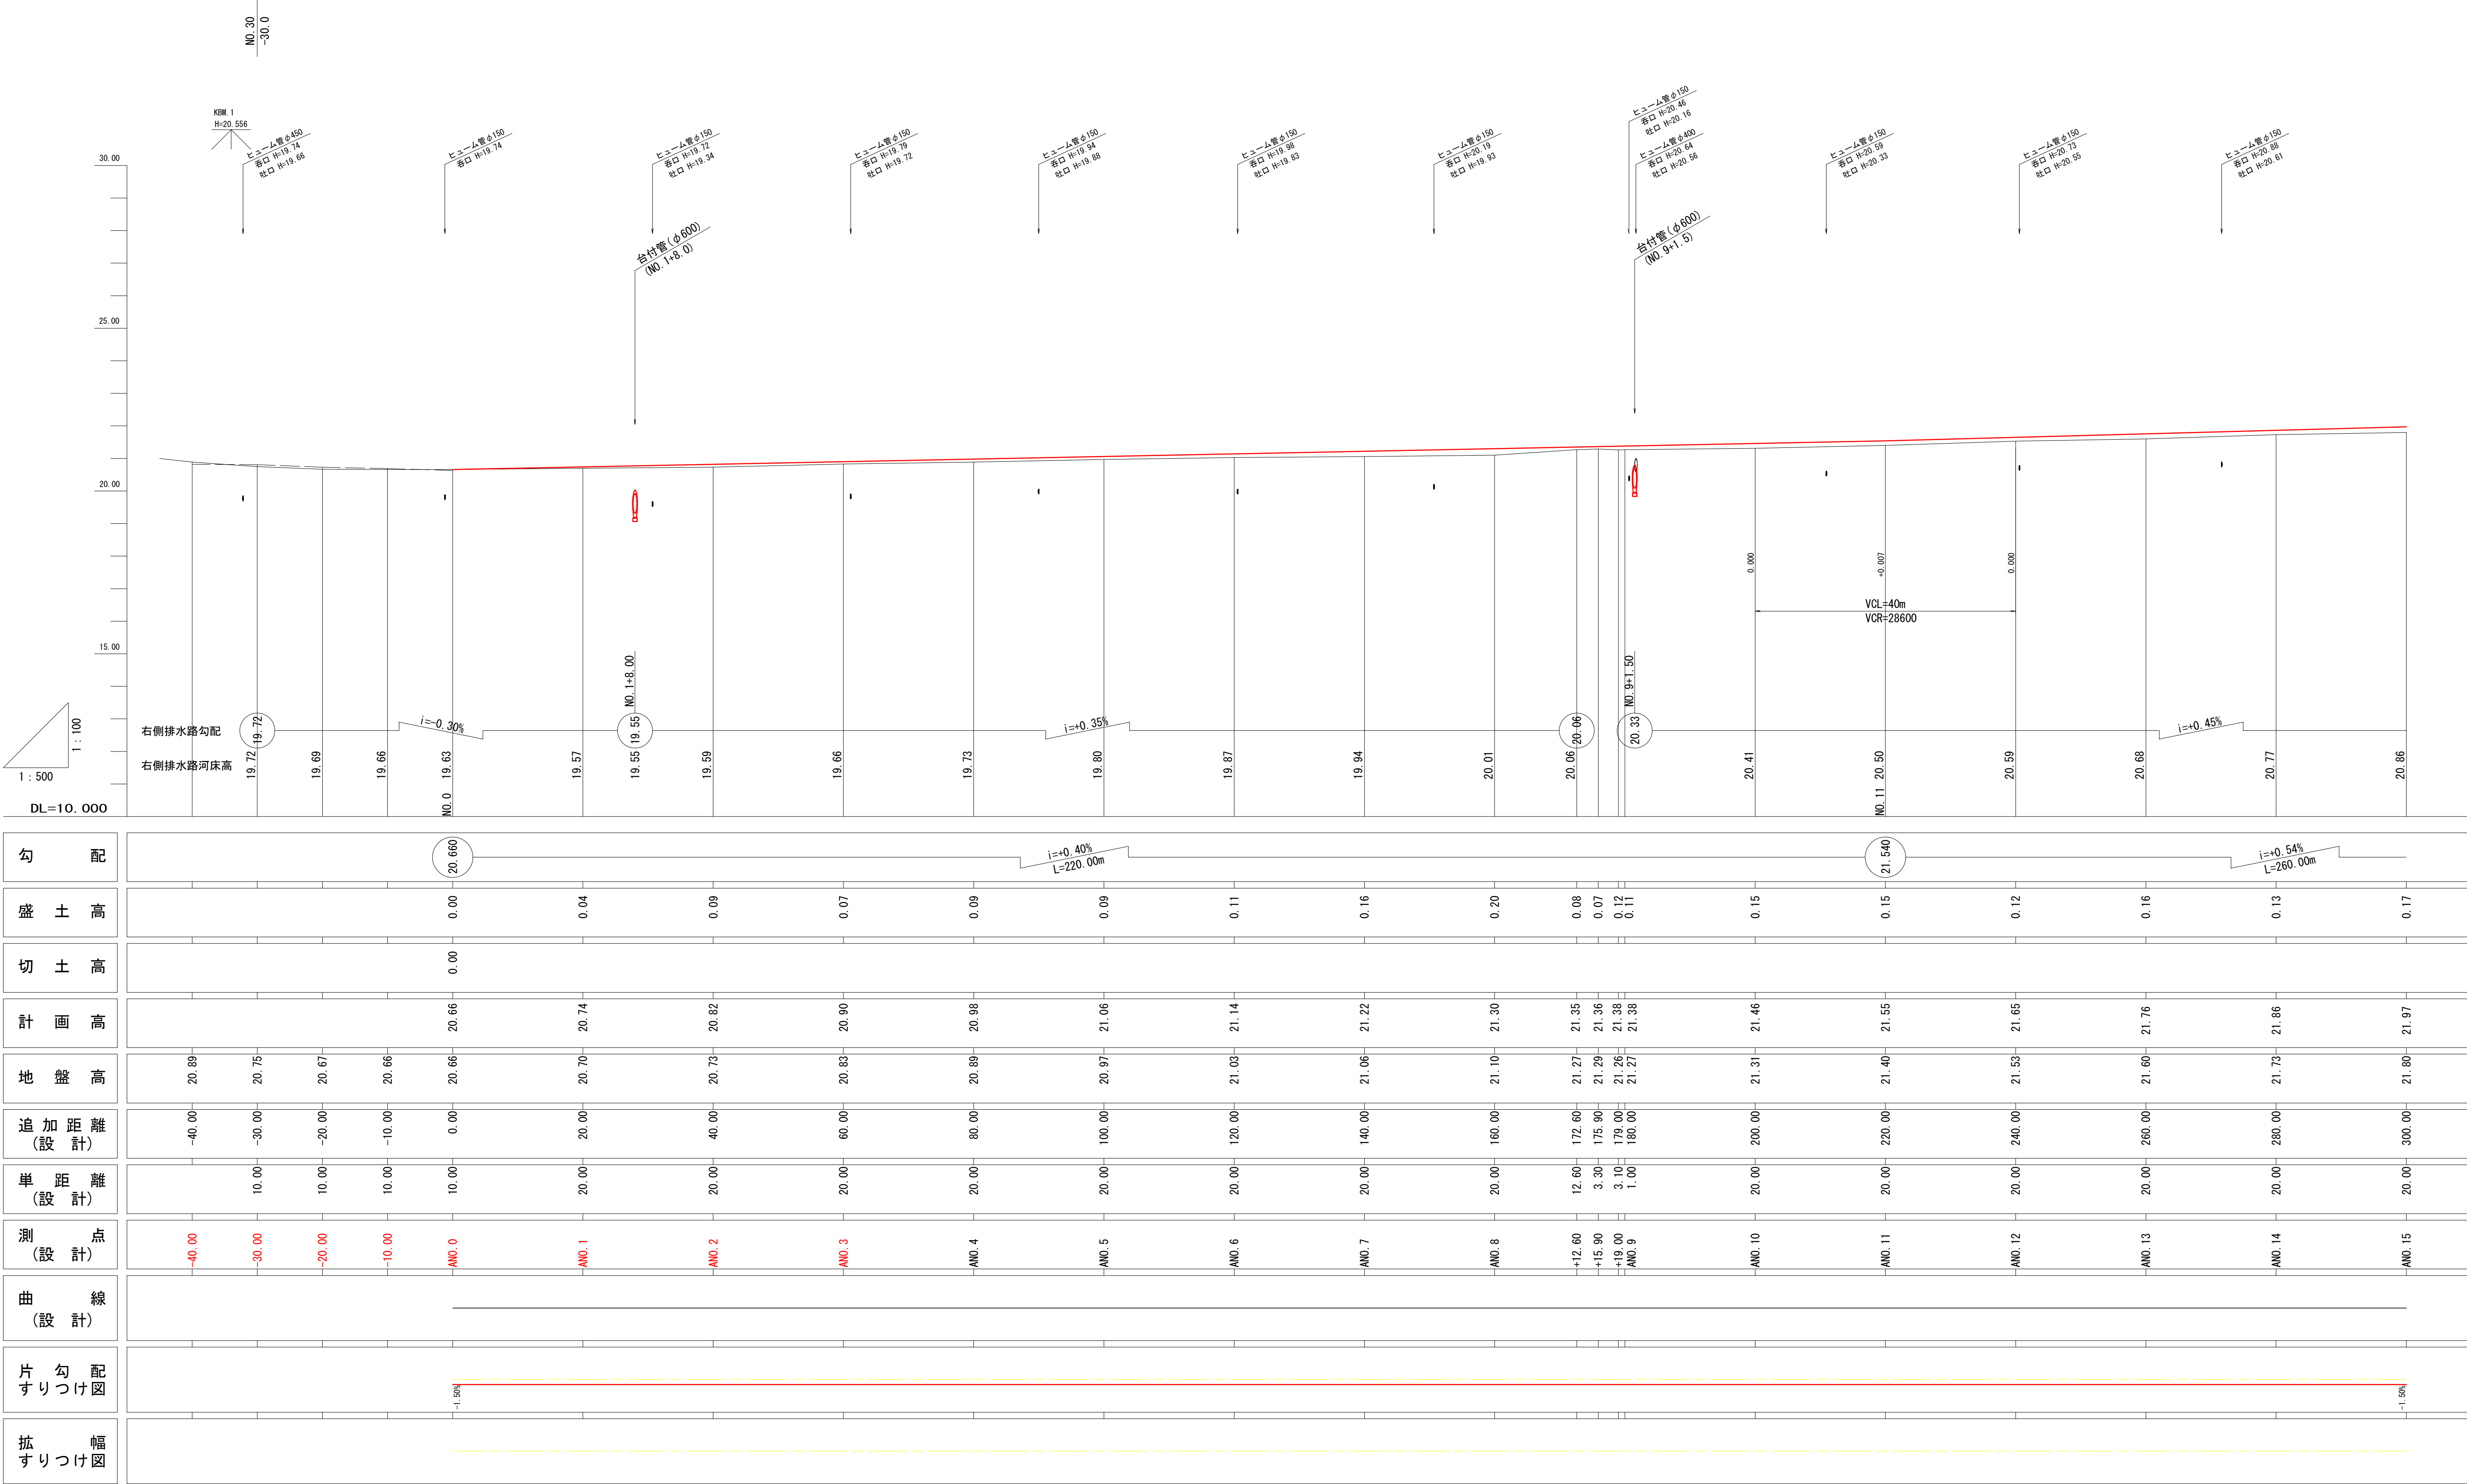 NO.30
-30.0
KBM.1
H=20.556
ヒューム管φ450
呑口 H=19.74
吐口 H=19.66
ヒューム管φ150
呑口 H=19.74
ヒューム管φ150
呑口 H=19.72
吐口 H=19.34
ヒューム管φ150
呑口 H=19.79
吐口 H=19.72
ヒューム管φ150
呑口 H=19.94
吐口 H=19.88
ヒューム管φ150
呑口 H=19.98
吐口 H=19.83
ヒューム管φ150
呑口 H=20.19
吐口 H=19.93
ヒューム管φ150
呑口 H=20.46
吐口 H=20.16
ヒューム管φ400
呑口 H=20.64
吐口 H=20.56
ヒューム管φ150
呑口 H=20.59
吐口 H=20.33
ヒューム管φ150
呑口 H=20.73
吐口 H=20.55
ヒューム管φ150
呑口 H=20.88
吐口 H=20.61
台付管(φ600)
(NO.1+8.0)
台付管(φ600)
(NO.9+1.5)
30.00
25.00
20.00
15.00
0.000 +0.007 0.000
VCL=40m
VCR=28600
1:100
1:500
NO.1+8.00 NO.9+1.50
右側排水路勾配 19.72 i=-0.30% 19.55 i=+0.35% 20.06 20.33 i=+0.45%
右側排水路河床高 19.72 19.69 19.66 19.63 19.57 19.55 19.59 19.66 19.73 19.80 19.87 19.94 20.01 20.06 20.41 20.50 20.59 20.68 20.77 20.86
NO.0 NO.11
DL=10.000
勾配 20.660 i=+0.40% 21.540 i=+0.54%
L=220.00m L=260.00m
盛土高 0.00 0.04 0.09 0.07 0.09 0.09 0.11 0.16 0.20 0.08 0.07 0.12 0.11 0.15 0.15 0.12 0.16 0.13 0.17
切土高 0.00
計画高 20.66 20.74 20.82 20.90 20.98 21.06 21.14 21.22 21.30 21.35 21.36 21.38 21.38 21.46 21.55 21.65 21.76 21.86 21.97
地盤高 20.89 20.75 20.67 20.66 20.66 20.70 20.73 20.83 20.89 20.97 21.03 21.06 21.10 21.27 21.29 21.26 21.27 21.31 21.40 21.53 21.60 21.73 21.80
追加距離
(設計)
-40.00 -30.00 -20.00 -10.00 0.00 20.00 40.00 60.00 80.00 100.00 120.00 140.00 160.00 172.60 175.90 179.00 180.00 200.00 220.00 240.00 260.00 280.00 300.00
単距離
(設計)
10.00 10.00 10.00 10.00 20.00 20.00 20.00 20.00 20.00 20.00 20.00 20.00 12.60 3.30 3.10 1.00 20.00 20.00 20.00 20.00 20.00 20.00
測点
(設計)
-40.00 -30.00 -20.00 -10.00 ANO.0 ANO.1 ANO.2 ANO.3 ANO.4 ANO.5 ANO.6 ANO.7 ANO.8 +12.60 +15.90 +19.00 ANO.9 ANO.10 ANO.11 ANO.12 ANO.13 ANO.14 ANO.15
曲線
(設計)
片勾配
すりつけ図
-1.50% -1.50%
拡幅
すりつけ図